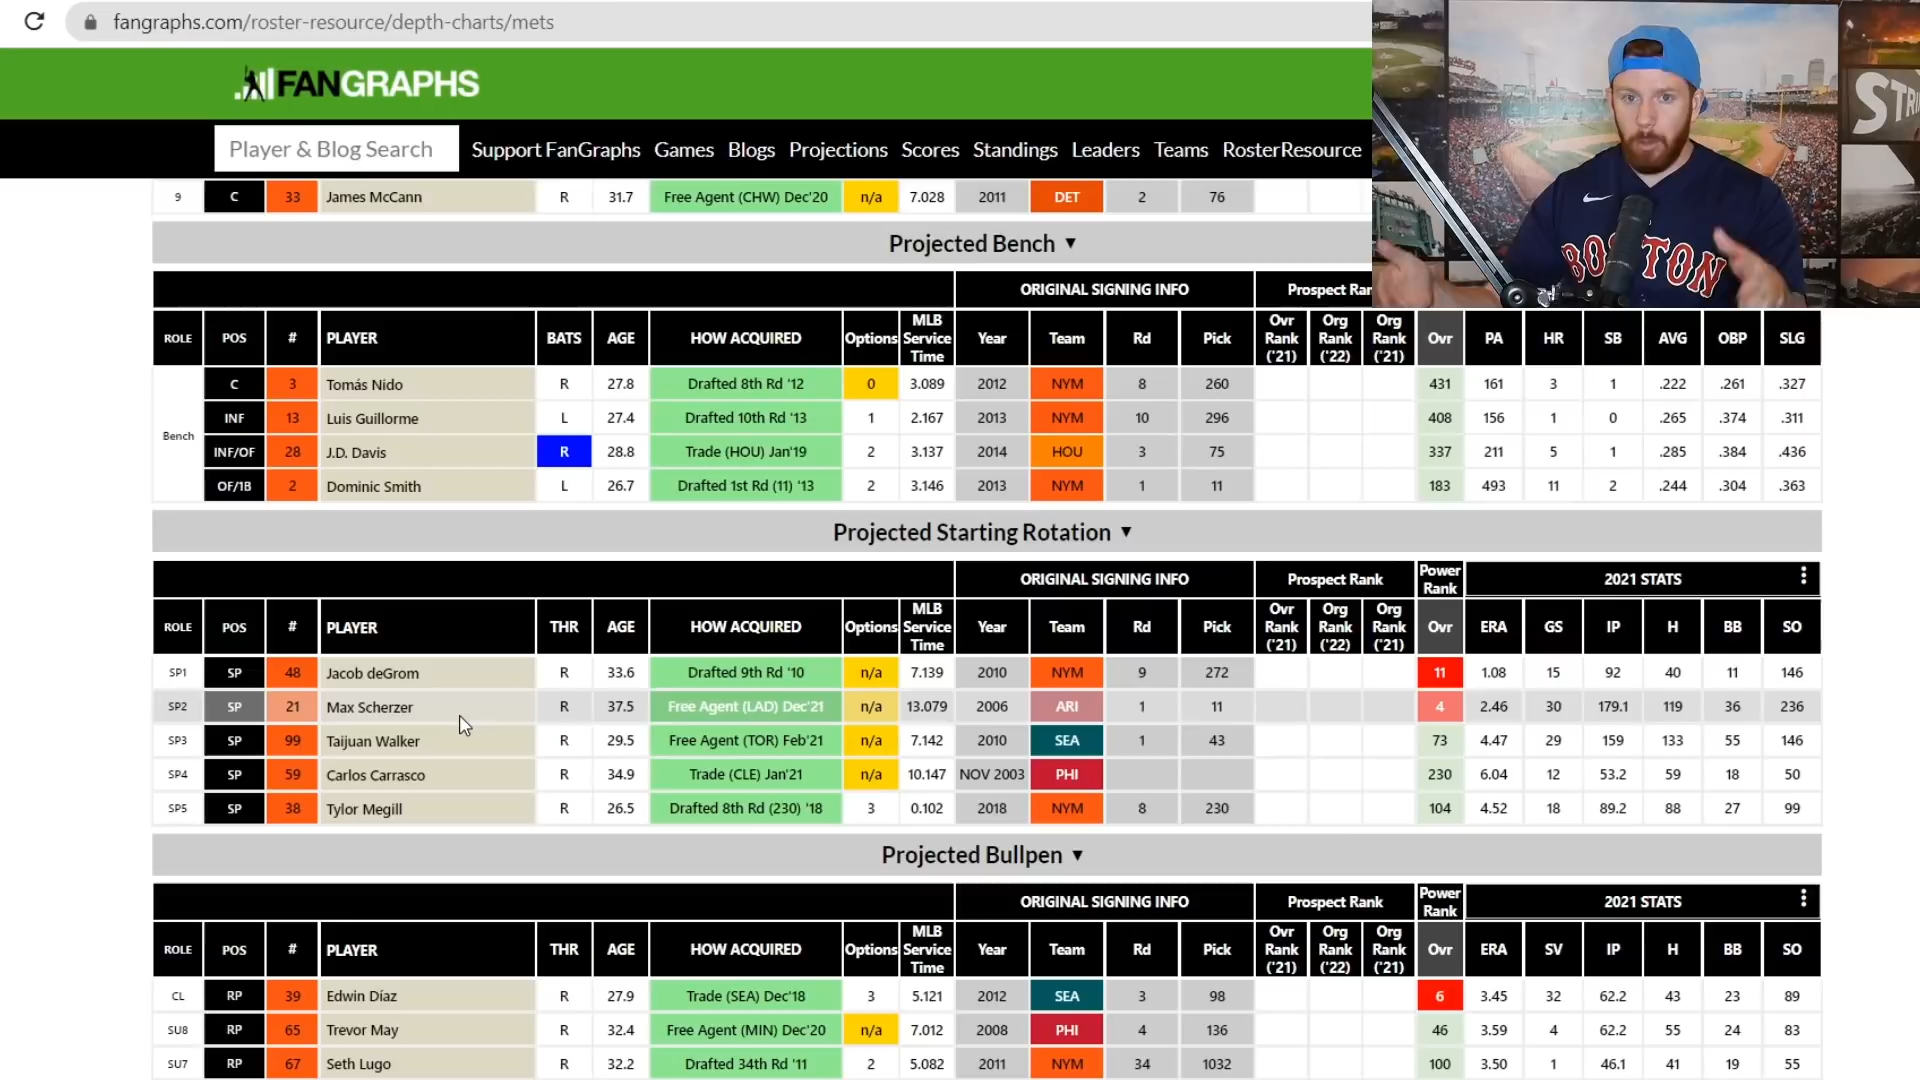 fangraphs.com/roster-resource/depth-charts/mets
FANGRAPHS
Player & Blog Search Support FanGraphs Games Blogs Projections Scores Standings Leaders Teams RosterResource
9 C 33 James McCann R 31.7 Free Agent (CHW) Dec'20 n/a 7.028 2011 DET 2 76
Projected Bench ▼
ORIGINAL SIGNING INFO Prospect Ran
ROLE POS # PLAYER BATS AGE HOW ACQUIRED Options MLB Service Time Year Team Rd Pick Ovr Rank ('21) Org Rank ('22) Org Rank ('21) Ovr PA HR SB AVG OBP SLG
Bench
C 3 Tomás Nido R 27.8 Drafted 8th Rd '12 0 3.089 2012 NYM 8 260 431 161 3 1 .222 .261 .327
INF 13 Luis Guillorme L 27.4 Drafted 10th Rd '13 1 2.167 2013 NYM 10 296 408 156 1 0 .265 .374 .311
INF/OF 28 J.D. Davis R 28.8 Trade (HOU) Jan'19 2 3.137 2014 HOU 3 75 337 211 5 1 .285 .384 .436
OF/1B 2 Dominic Smith L 26.7 Drafted 1st Rd (11) '13 2 3.146 2013 NYM 1 11 183 493 11 2 .244 .304 .363
Projected Starting Rotation ▼
ORIGINAL SIGNING INFO Prospect Rank Power Rank 2021 STATS
ROLE POS # PLAYER THR AGE HOW ACQUIRED Options MLB Service Time Year Team Rd Pick Ovr Rank ('21) Org Rank ('22) Org Rank ('21) Ovr ERA GS IP H BB SO
SP1 SP 48 Jacob deGrom R 33.6 Drafted 9th Rd '10 n/a 7.139 2010 NYM 9 272 11 1.08 15 92 40 11 146
SP2 SP 21 Max Scherzer R 37.5 Free Agent (LAD) Dec'21 n/a 13.079 2006 ARI 1 11 4 2.46 30 179.1 119 36 236
SP3 SP 99 Taijuan Walker R 29.5 Free Agent (TOR) Feb'21 n/a 7.142 2010 SEA 1 43 73 4.47 29 159 133 55 146
SP4 SP 59 Carlos Carrasco R 34.9 Trade (CLE) Jan'21 n/a 10.147 NOV 2003 PHI 230 6.04 12 53.2 59 18 50
SP5 SP 38 Tylor Megill R 26.5 Drafted 8th Rd (230) '18 3 0.102 2018 NYM 8 230 104 4.52 18 89.2 88 27 99
Projected Bullpen ▼
ORIGINAL SIGNING INFO Prospect Rank Power Rank 2021 STATS
ROLE POS # PLAYER THR AGE HOW ACQUIRED Options MLB Service Time Year Team Rd Pick Ovr Rank ('21) Org Rank ('22) Org Rank ('21) Ovr ERA SV IP H BB SO
CL RP 39 Edwin Díaz R 27.9 Trade (SEA) Dec'18 3 5.121 2012 SEA 3 98 6 3.45 32 62.2 43 23 89
SU8 RP 65 Trevor May R 32.4 Free Agent (MIN) Dec'20 n/a 7.012 2008 PHI 4 136 46 3.59 4 62.2 55 24 83
SU7 RP 67 Seth Lugo R 32.2 Drafted 34th Rd '11 2 5.082 2011 NYM 34 1032 100 3.50 1 46.1 41 19 55
BOSTON
STRI